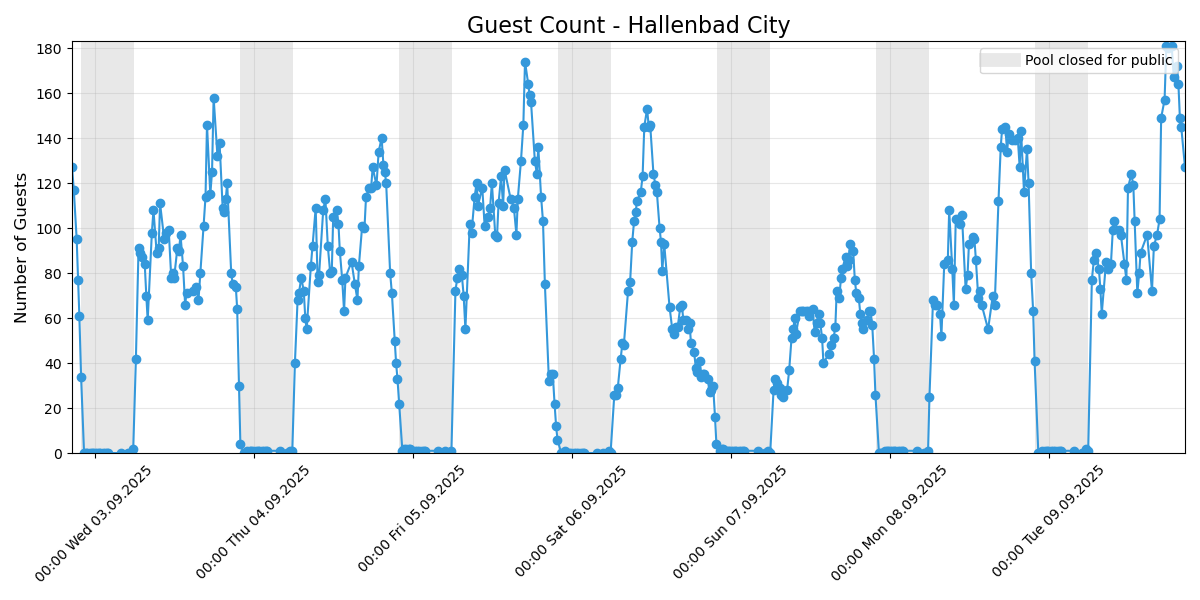 Guest Count - Hallenbad City
Pool closed for public
Number of Guests
180
160
140
120
100
80
60
40
20
0
00:00 Wed 03.09.2025
00:00 Thu 04.09.2025
00:00 Fri 05.09.2025
00:00 Sat 06.09.2025
00:00 Sun 07.09.2025
00:00 Mon 08.09.2025
00:00 Tue 09.09.2025